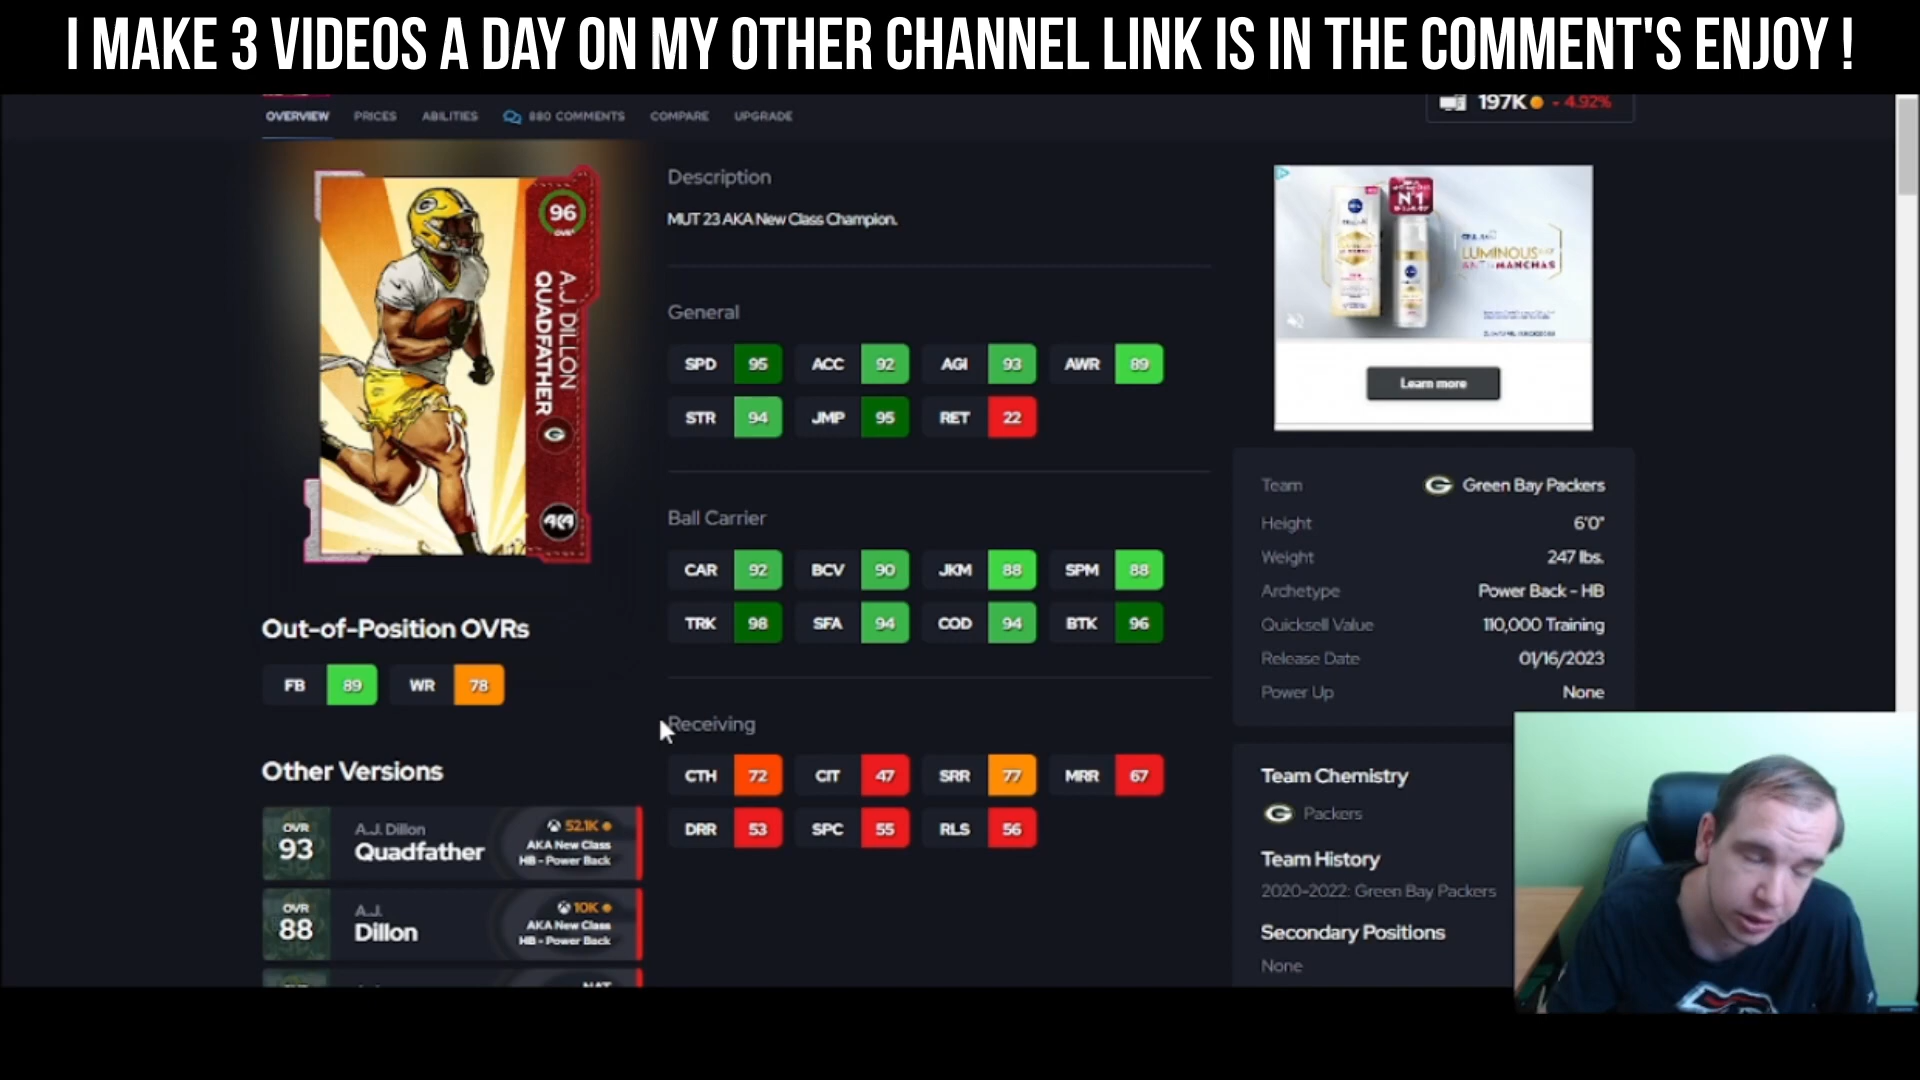 I MAKE 3 VIDEOS A DAY ON MY OTHER CHANNEL LINK IS IN THE COMMENT'S ENJOY !
OVERVIEW PRICES ABILITIES 880 COMMENTS COMPARE UPGRADE
197K - 4.92%
96
OVR
A.J. DILLON
QUADFATHER
Description
MUT 23 AKA New Class Champion.
General
SPD 95 ACC 92 AGI 93 AWR 89
STR 94 JMP 95 RET 22
Ball Carrier
CAR 92 BCV 90 JKM 88 SPM 88
TRK 98 SFA 94 COD 94 BTK 96
Receiving
CTH 72 CIT 47 SRR 77 MRR 67
DRR 53 SPC 55 RLS 56
Out-of-Position OVRs
FB 89 WR 78
Other Versions
OVR
93
A.J. Dillon
Quadfather
52.1K
AKA New Class
HB - Power Back
OVR
88
A.J.
Dillon
10K
AKA New Class
HB - Power Back
Nº1
LUMINOUS
ANTI MANCHAS
Learn more
Team Green Bay Packers
Height 6'0"
Weight 247 lbs.
Archetype Power Back - HB
Quicksell Value 110,000 Training
Release Date 01/16/2023
Power Up None
Team Chemistry
Packers
Team History
2020-2022: Green Bay Packers
Secondary Positions
None